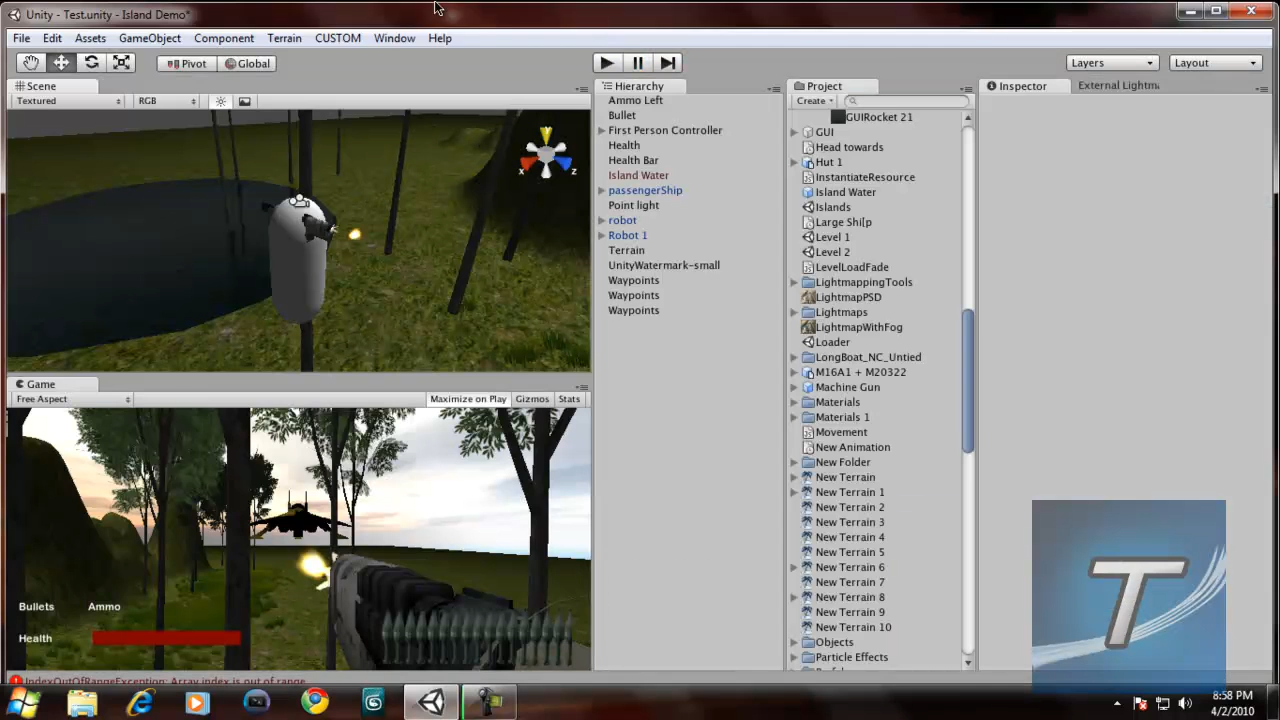 Unity - Test.unity - Island Demo*
File Edit Assets GameObject Component Terrain CUSTOM Window Help
Pivot Global Layers Layout
Scene
Textured RGB
Game
Free Aspect Maximize on Play Gizmos Stats
Bullets Ammo
Health
Hierarchy
Ammo Left
Bullet
First Person Controller
Health
Health Bar
Island Water
passengerShip
Point light
robot
Robot 1
Terrain
UnityWatermark-small
Waypoints
Waypoints
Waypoints
Project
Create
GUIRocket 21
GUI
Head towards
Hut 1
InstantiateResource
Island Water
Islands
Large Shi[p
Level 1
Level 2
LevelLoadFade
LightmappingTools
LightmapPSD
Lightmaps
LightmapWithFog
Loader
LongBoat_NC_Untied
M16A1 + M20322
Machine Gun
Materials
Materials 1
Movement
New Animation
New Folder
New Terrain
New Terrain 1
New Terrain 2
New Terrain 3
New Terrain 4
New Terrain 5
New Terrain 6
New Terrain 7
New Terrain 8
New Terrain 9
New Terrain 10
Objects
Particle Effects
Inspector External Lightma
T
IndexOutOfRangeException: Array index is out of range
8:58 PM
4/2/2010